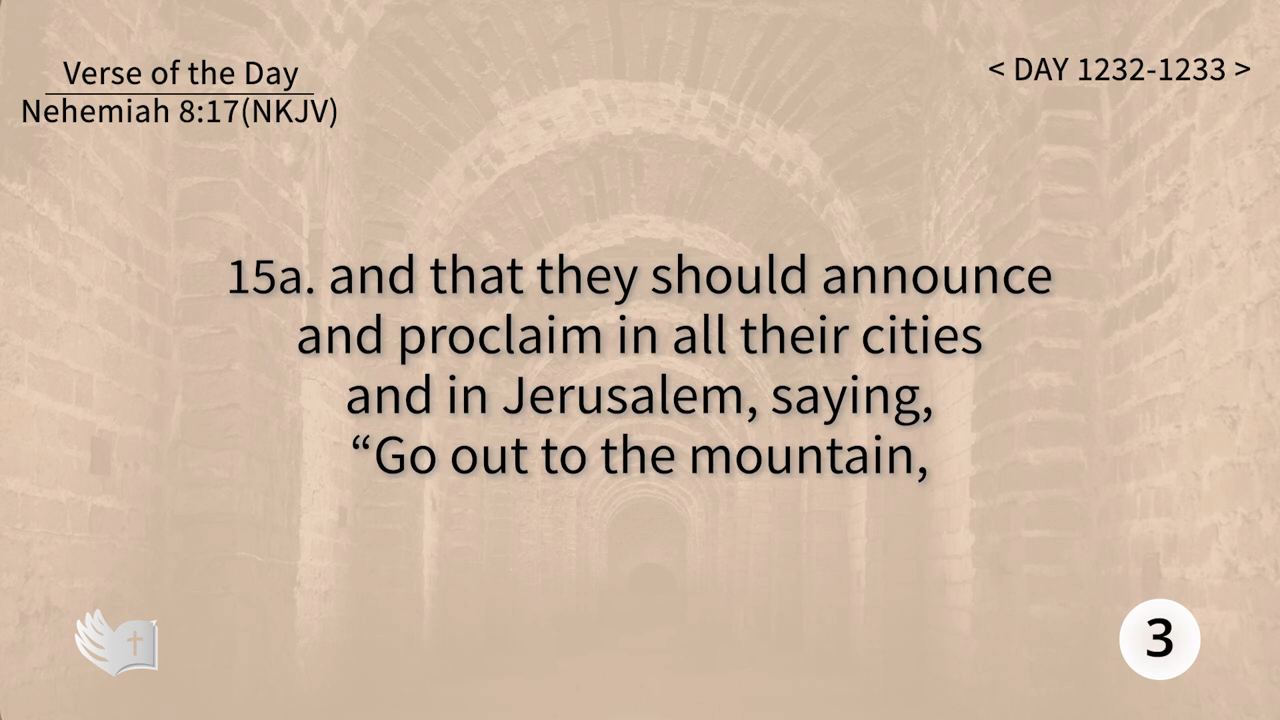 Verse of the Day
Nehemiah 8:17(NKJV)
< DAY 1232-1233 >
15a. and that they should announce
and proclaim in all their cities
and in Jerusalem, saying,
“Go out to the mountain,
3